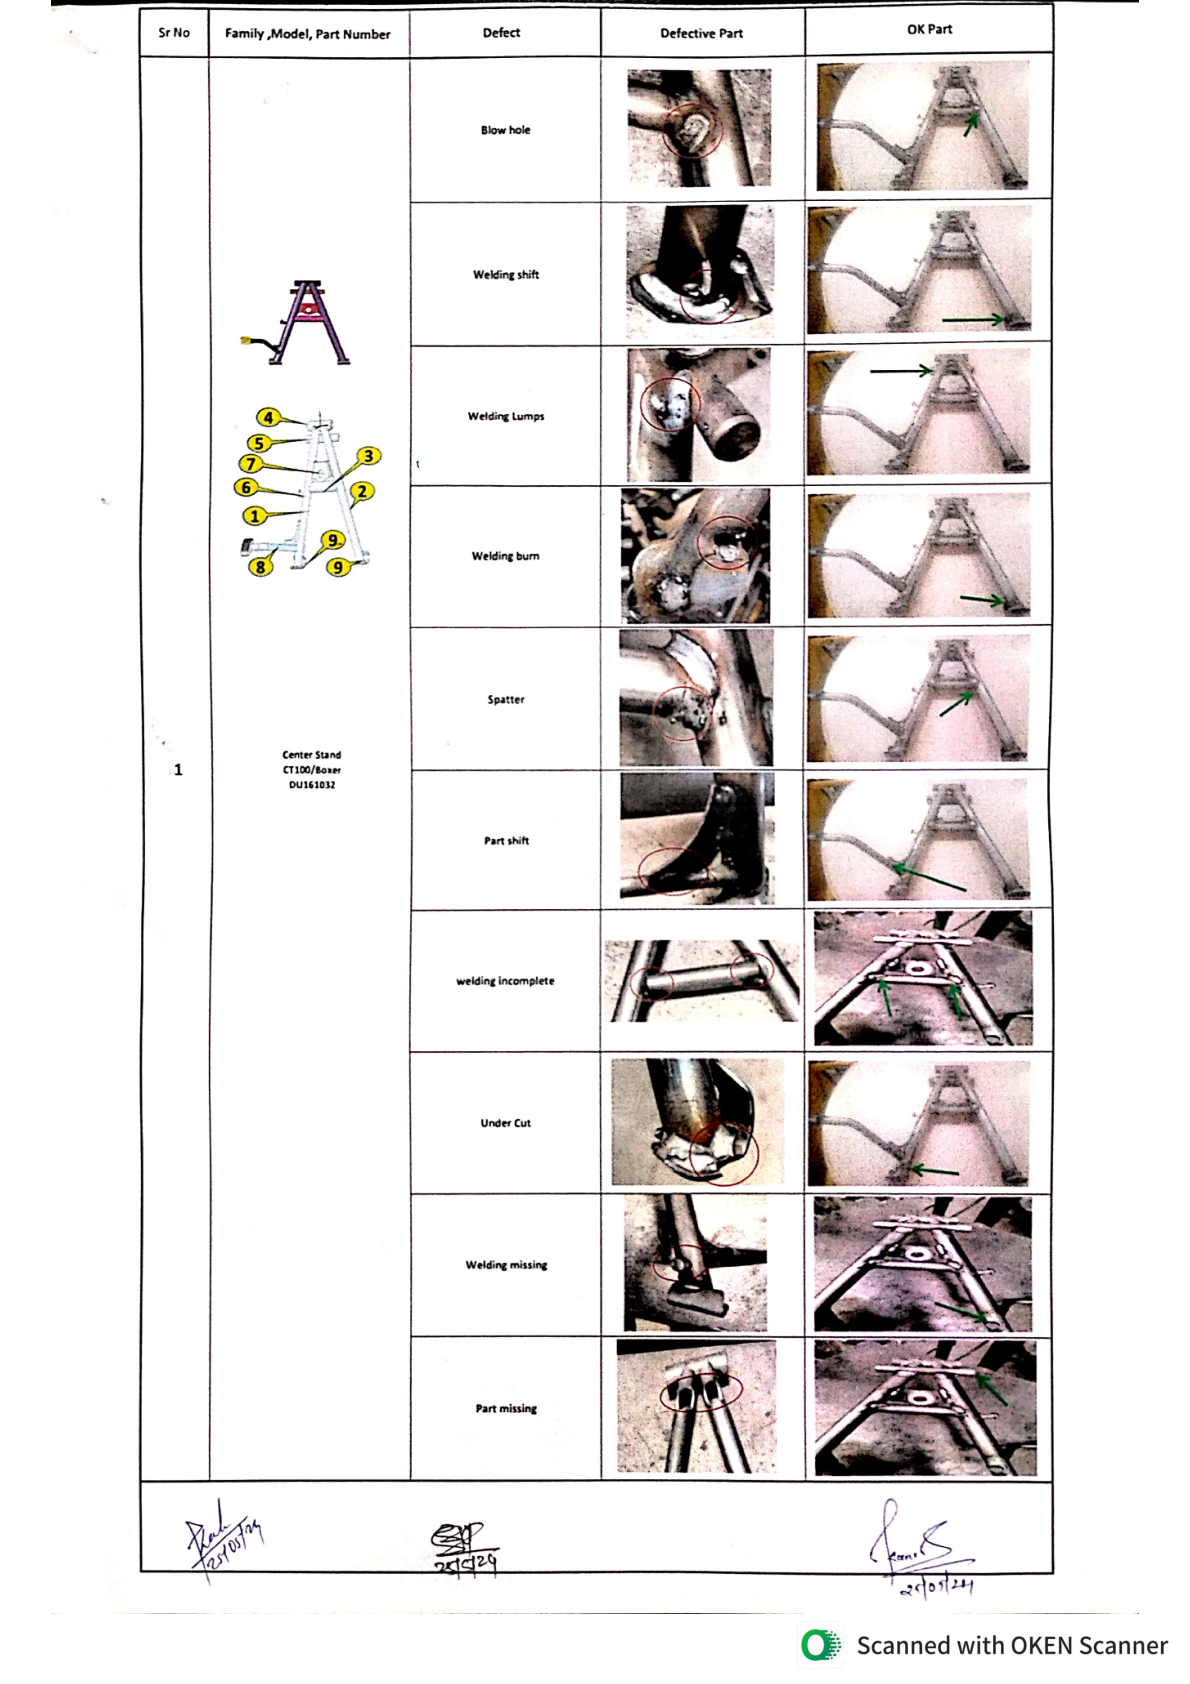 Sr No
Family ,Model, Part Number
Defect
Defective Part
OK Part
Blow hole
Welding shift
Welding Lumps
Welding burn
Spatter
Part shift
welding incomplete
Under Cut
Welding missing
Part missing
4
5
7
3
6
2
1
9
8
9
1
Center Stand
CT100/Boxer
DU161032
25/05/24
25/5/24
25/05/24
Scanned with OKEN Scanner